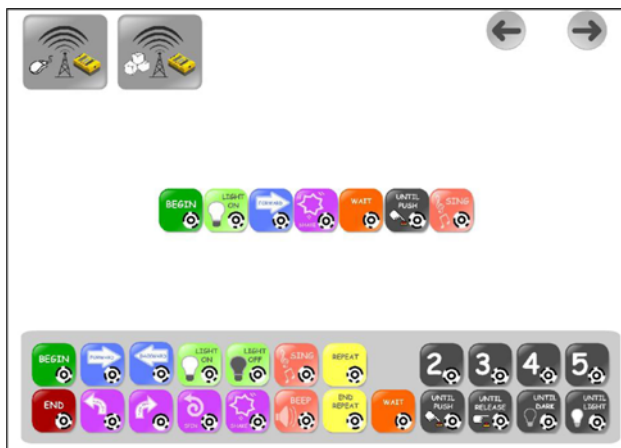 BEGIN LIGHT ON FORWARD SHAKE WAIT UNTIL PUSH SING
BEGIN FORWARD BACKWARD LIGHT ON LIGHT OFF SING REPEAT 2 3 4 5
END SPIN SHAKE BEEP END REPEAT WAIT UNTIL PUSH UNTIL RELEASE UNTIL DARK UNTIL LIGHT